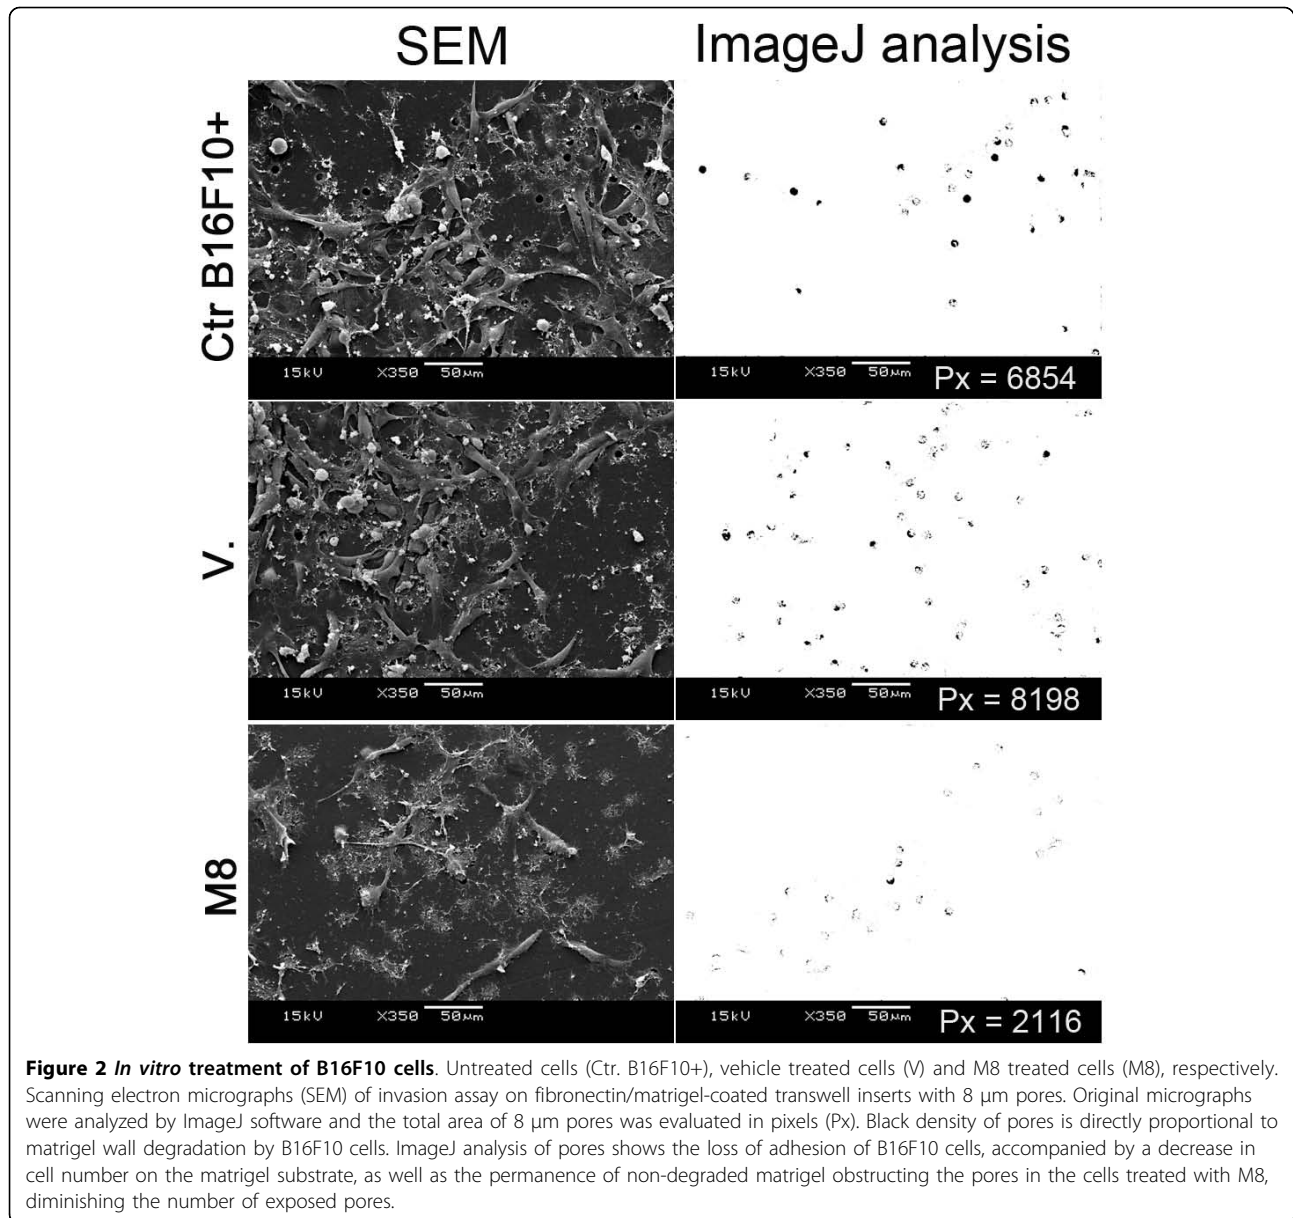 SEM
ImageJ analysis
Ctr B16F10+
15kV X350 50µm
15kV X350 50µm Px = 6854
V.
15kV X350 50µm
15kV X350 50µm Px = 8198
M8
15kV X350 50µm
15kV X350 50µm Px = 2116
Figure 2 In vitro treatment of B16F10 cells. Untreated cells (Ctr. B16F10+), vehicle treated cells (V) and M8 treated cells (M8), respectively.
Scanning electron micrographs (SEM) of invasion assay on fibronectin/matrigel-coated transwell inserts with 8 μm pores. Original micrographs
were analyzed by ImageJ software and the total area of 8 μm pores was evaluated in pixels (Px). Black density of pores is directly proportional to
matrigel wall degradation by B16F10 cells. ImageJ analysis of pores shows the loss of adhesion of B16F10 cells, accompanied by a decrease in
cell number on the matrigel substrate, as well as the permanence of non-degraded matrigel obstructing the pores in the cells treated with M8,
diminishing the number of exposed pores.